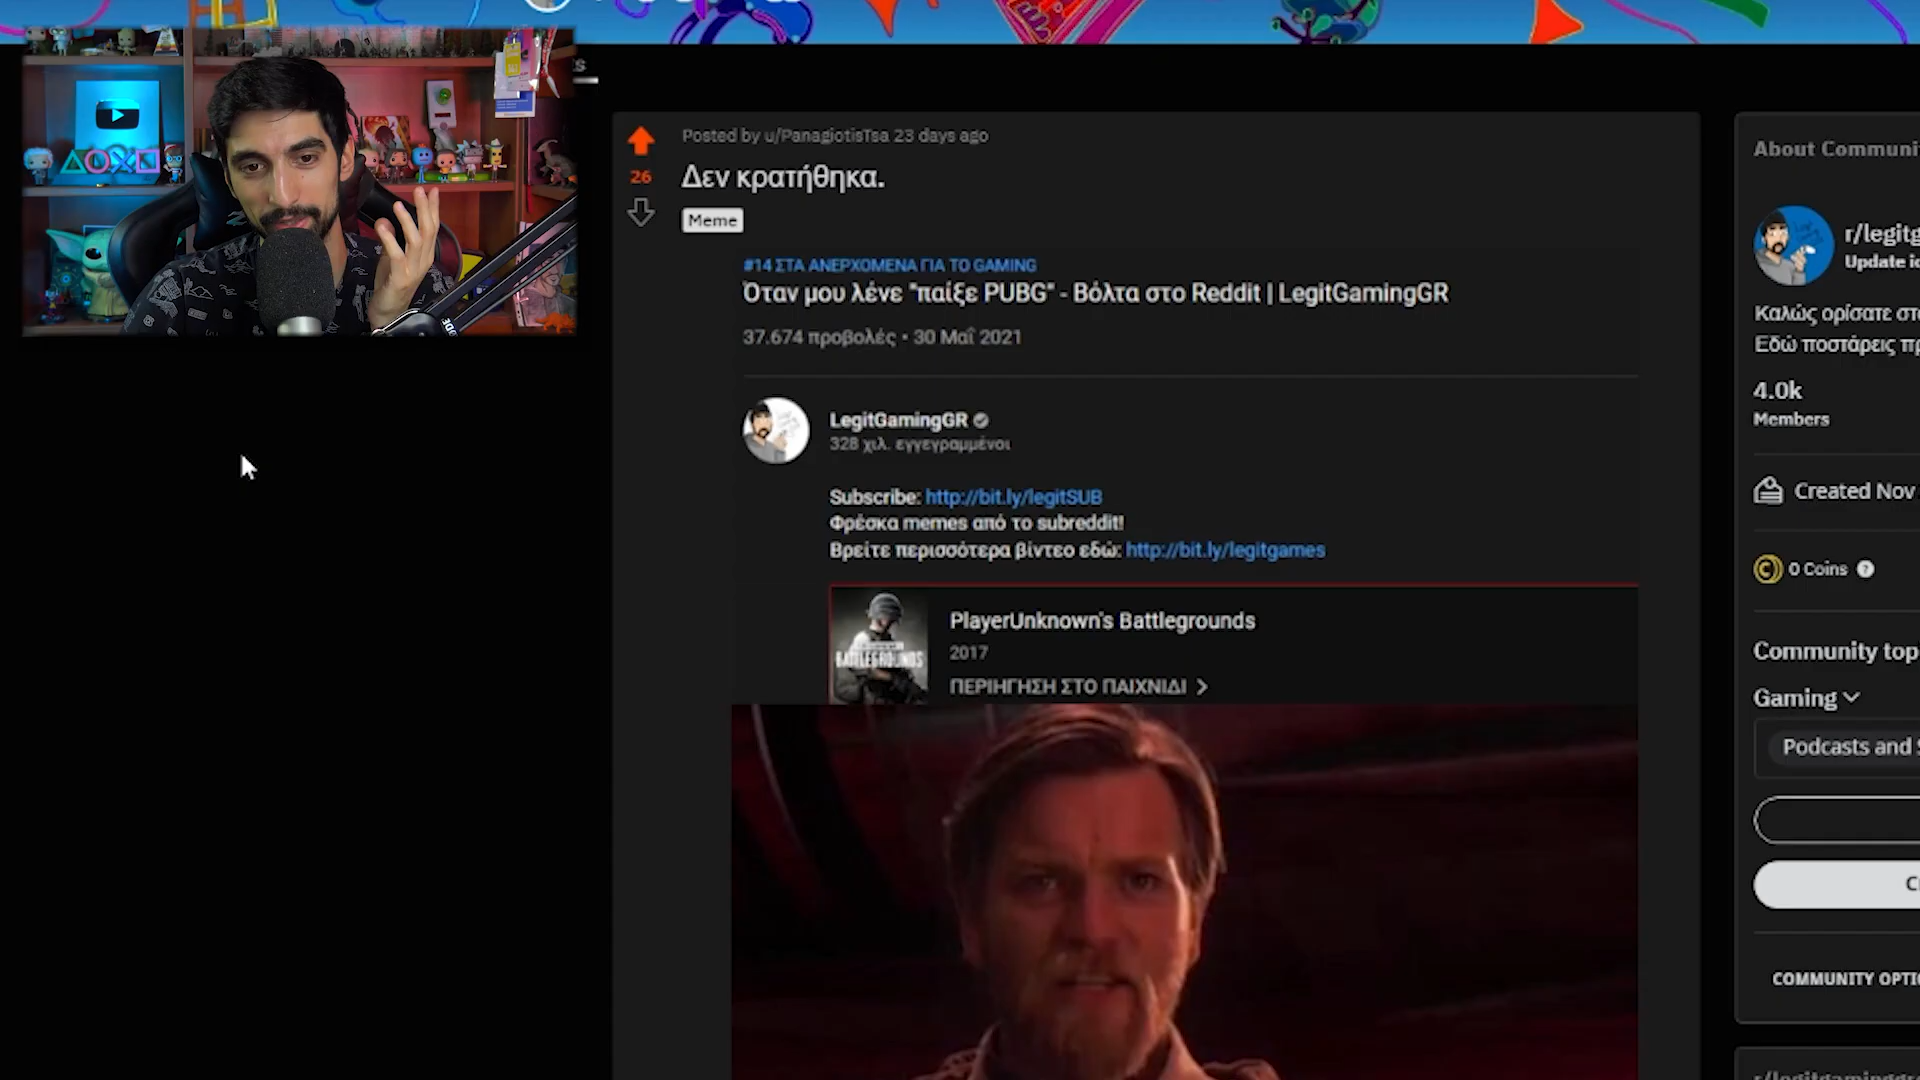 Posted by u/PanagiotisTsa 23 days ago
26
Δεν κρατήθηκα.
Meme
#14 ΣΤΑ ΑΝΕΡΧΟΜΕΝΑ ΓΙΑ ΤΟ GAMING
Όταν μου λένε "παίξε PUBG" - Βόλτα στο Reddit | LegitGamingGR
37.674 προβολές • 30 Μαΐ 2021
LegitGamingGR
328 χιλ. εγγεγραμμένοι
Subscribe: http://bit.ly/legitSUB
Φρέσκα memes από το subreddit!
Βρείτε περισσότερα βίντεο εδώ: http://bit.ly/legitgames
BATTLEGROUNDS
PlayerUnknown's Battlegrounds
2017
ΠΕΡΙΗΓΗΣΗ ΣΤΟ ΠΑΙΧΝΙΔΙ
About Communi
r/legitg
Update ic
Καλώς ορίσατε στ
Εδώ ποστάρεις πρ
4.0k
Members
Created Nov
0 Coins
Community top
Gaming
Podcasts and S
COMMUNITY OPTI